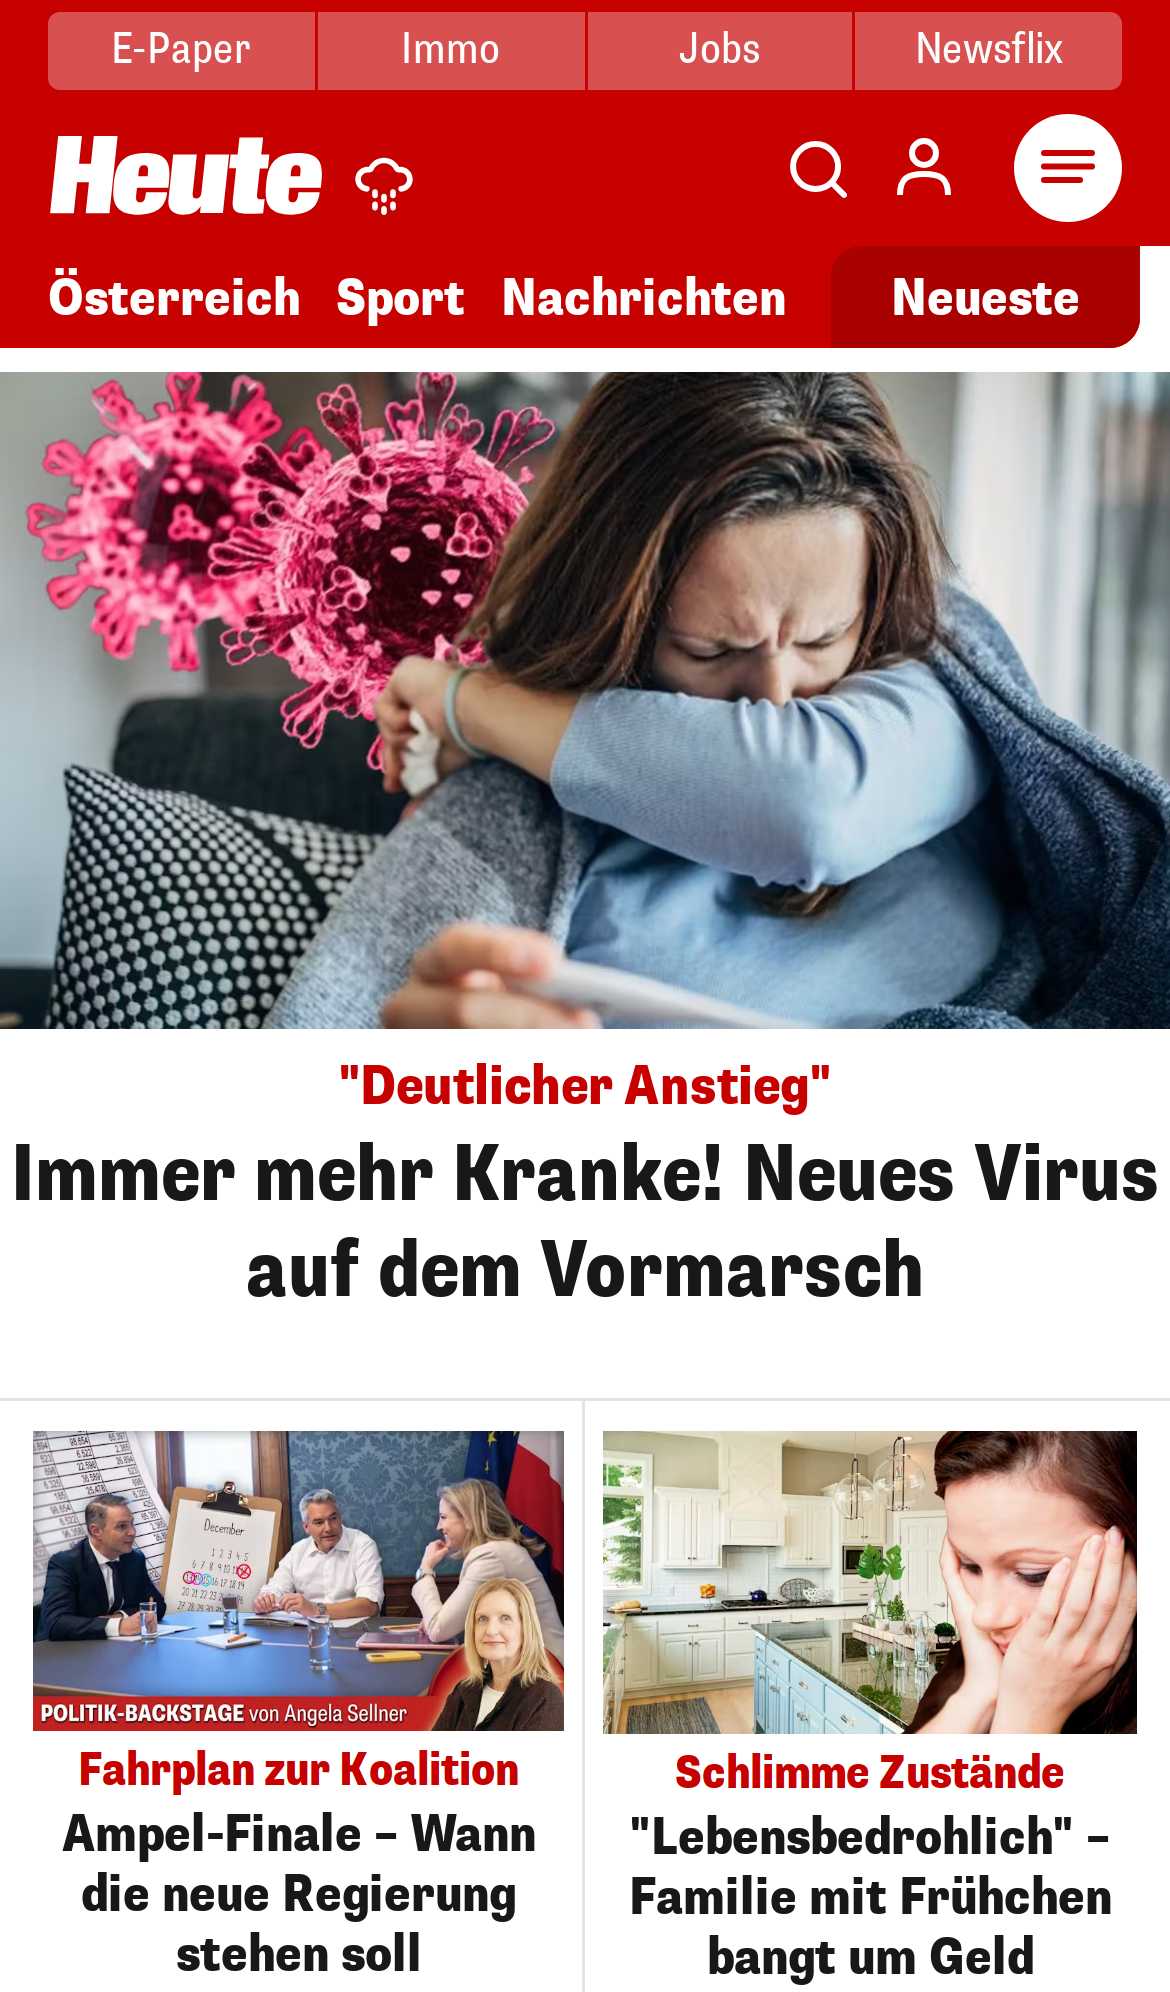 E-Paper
Immo
Jobs
Newsflix
Heute
Österreich
Sport
Nachrichten
Neueste
"Deutlicher Anstieg"
Immer mehr Kranke! Neues Virus
auf dem Vormarsch
December
POLITIK-BACKSTAGE von Angela Sellner
Fahrplan zur Koalition
Ampel-Finale – Wann
die neue Regierung
stehen soll
Schlimme Zustände
"Lebensbedrohlich" –
Familie mit Frühchen
bangt um Geld